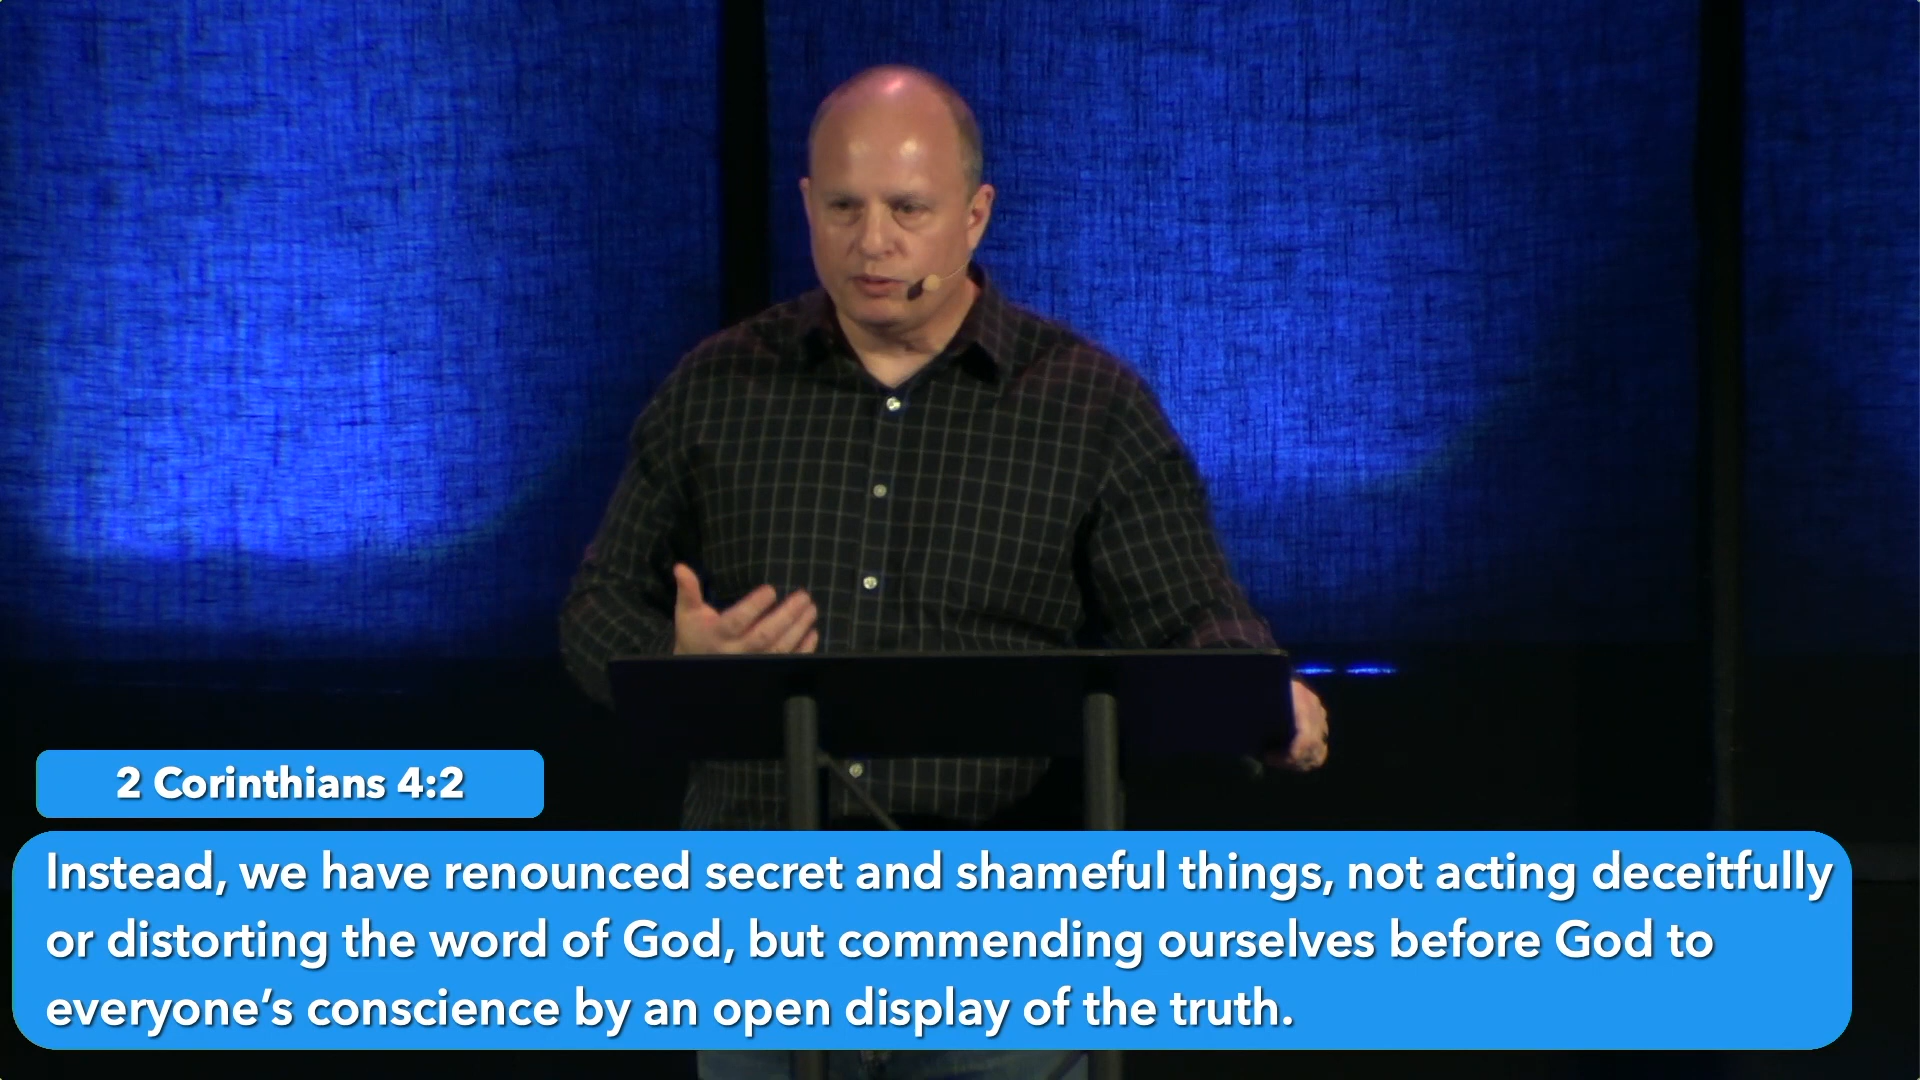 2 Corinthians 4:2
Instead, we have renounced secret and shameful things, not acting deceitfully
or distorting the word of God, but commending ourselves before God to
everyone’s conscience by an open display of the truth.